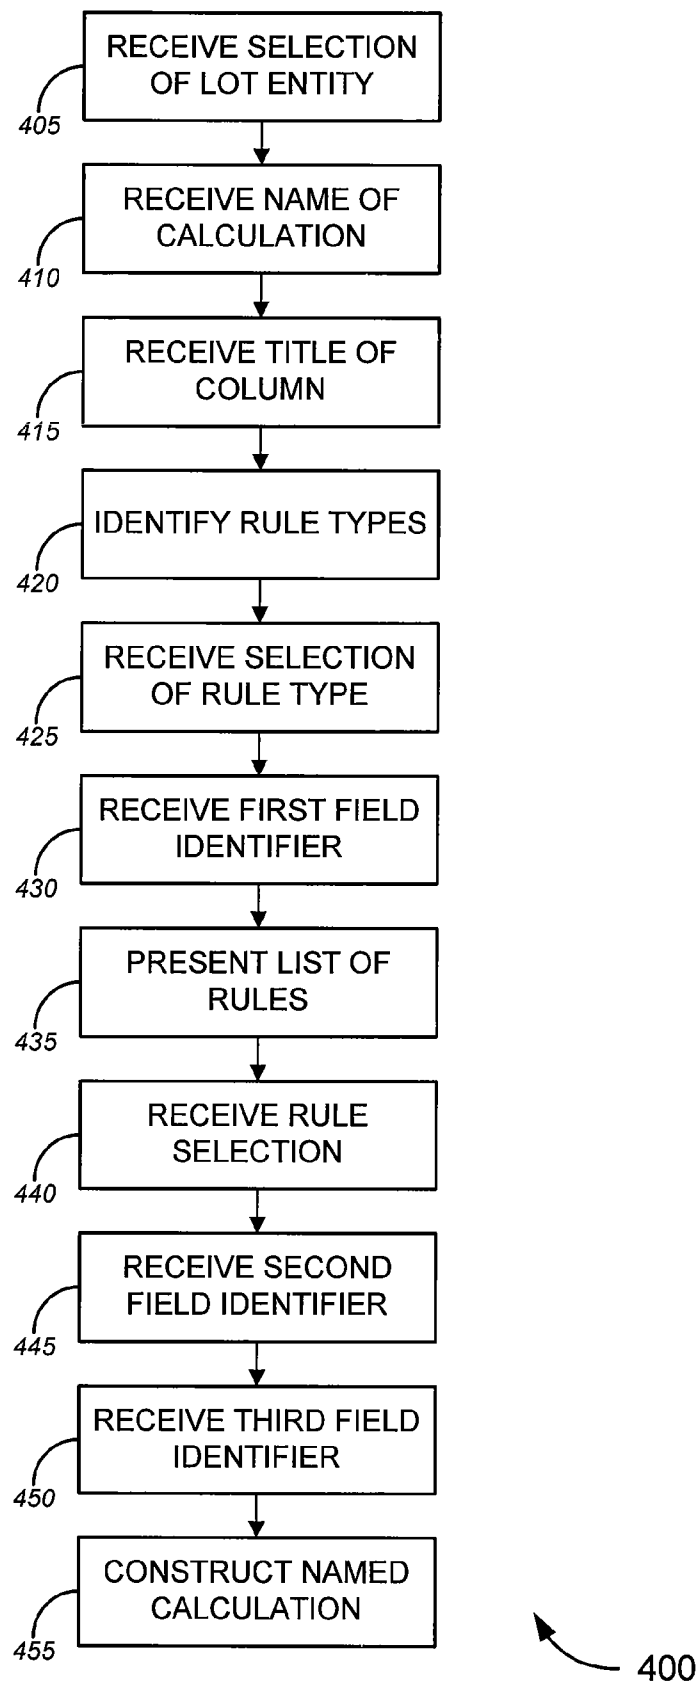 RECEIVE SELECTION
OF LOT ENTITY
405
RECEIVE NAME OF
CALCULATION
410
RECEIVE TITLE OF
COLUMN
415
IDENTIFY RULE TYPES
420
RECEIVE SELECTION
OF RULE TYPE
425
RECEIVE FIRST FIELD
IDENTIFIER
430
PRESENT LIST OF
RULES
435
RECEIVE RULE
SELECTION
440
RECEIVE SECOND
FIELD IDENTIFIER
445
RECEIVE THIRD FIELD
IDENTIFIER
450
CONSTRUCT NAMED
CALCULATION
455
400